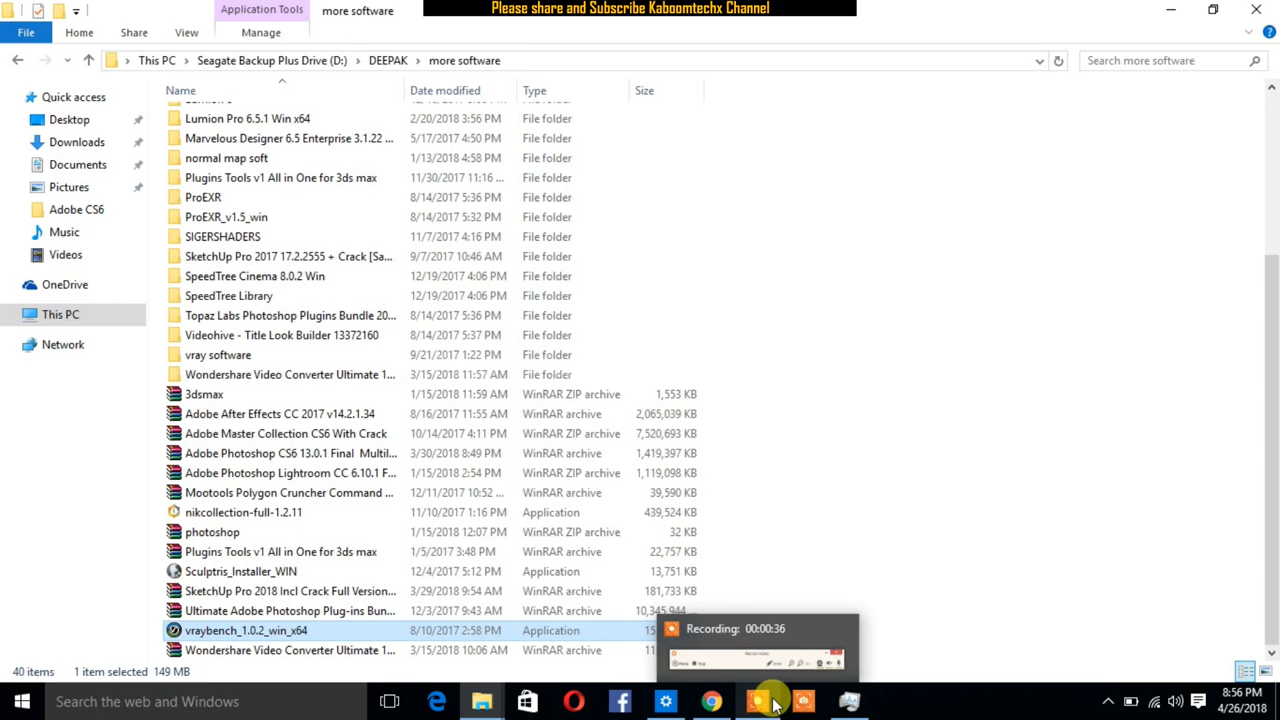 Application Tools
more software
Please share and Subscribe Kaboomtechx Channel
File
Home
Share
View
Manage
This PC
Seagate Backup Plus Drive (D:)
DEEPAK
more software
Search more software
Name
Date modified
Type
Size
Quick access
Desktop
Downloads
Documents
Pictures
Adobe CS6
Music
Videos
OneDrive
This PC
Network
Lumion Pro 6.5.1 Win x64 2/20/2018 3:56 PM File folder
Marvelous Designer 6.5 Enterprise 3.1.22 ... 5/17/2017 4:50 PM File folder
normal map soft 1/13/2018 4:58 PM File folder
Plugins Tools v1 All in One for 3ds max 11/30/2017 11:16 ... File folder
ProEXR 8/14/2017 5:36 PM File folder
ProEXR_v1.5_win 8/14/2017 5:32 PM File folder
SIGERSHADERS 11/7/2017 4:16 PM File folder
SketchUp Pro 2017 17.2.2555 + Crack [Sa... 9/7/2017 10:46 AM File folder
SpeedTree Cinema 8.0.2 Win 12/19/2017 4:06 PM File folder
SpeedTree Library 12/19/2017 4:06 PM File folder
Topaz Labs Photoshop Plugins Bundle 20... 8/14/2017 5:36 PM File folder
Videohive - Title Look Builder 13372160 8/14/2017 5:37 PM File folder
vray software 9/21/2017 1:22 PM File folder
Wondershare Video Converter Ultimate 1... 3/15/2018 11:57 AM File folder
3dsmax 1/15/2018 11:59 AM WinRAR ZIP archive 1,553 KB
Adobe After Effects CC 2017 v14.2.1.34 8/16/2017 11:55 AM WinRAR archive 2,065,039 KB
Adobe Master Collection CS6 With Crack 10/14/2017 4:11 PM WinRAR ZIP archive 7,520,693 KB
Adobe Photoshop CS6 13.0.1 Final Multil... 3/30/2018 8:49 PM WinRAR archive 1,419,397 KB
Adobe Photoshop Lightroom CC 6.10.1 F... 1/15/2018 2:54 PM WinRAR ZIP archive 1,119,098 KB
Mootools Polygon Cruncher Command ... 12/11/2017 10:52 ... WinRAR archive 39,590 KB
nikcollection-full-1.2.11 11/10/2017 1:16 PM Application 439,524 KB
photoshop 1/15/2018 12:07 PM WinRAR ZIP archive 32 KB
Plugins Tools v1 All in One for 3ds max 1/5/2017 3:48 PM WinRAR archive 22,757 KB
Sculptris_Installer_WIN 12/4/2017 5:12 PM Application 13,751 KB
SketchUp Pro 2018 Incl Crack Full Version... 3/29/2018 9:54 AM WinRAR archive 181,733 KB
Ultimate Adobe Photoshop Plug-ins Bun... 12/3/2017 9:43 AM WinRAR archive 10,345,944
vraybench_1.0.2_win_x64 8/10/2017 2:58 PM Application
Wondershare Video Converter Ultimate 1... 3/15/2018 10:06 AM WinRAR archive
Recording: 00:00:36
40 items 1 item selected 149 MB
Search the web and Windows
8:56 PM
4/26/2018